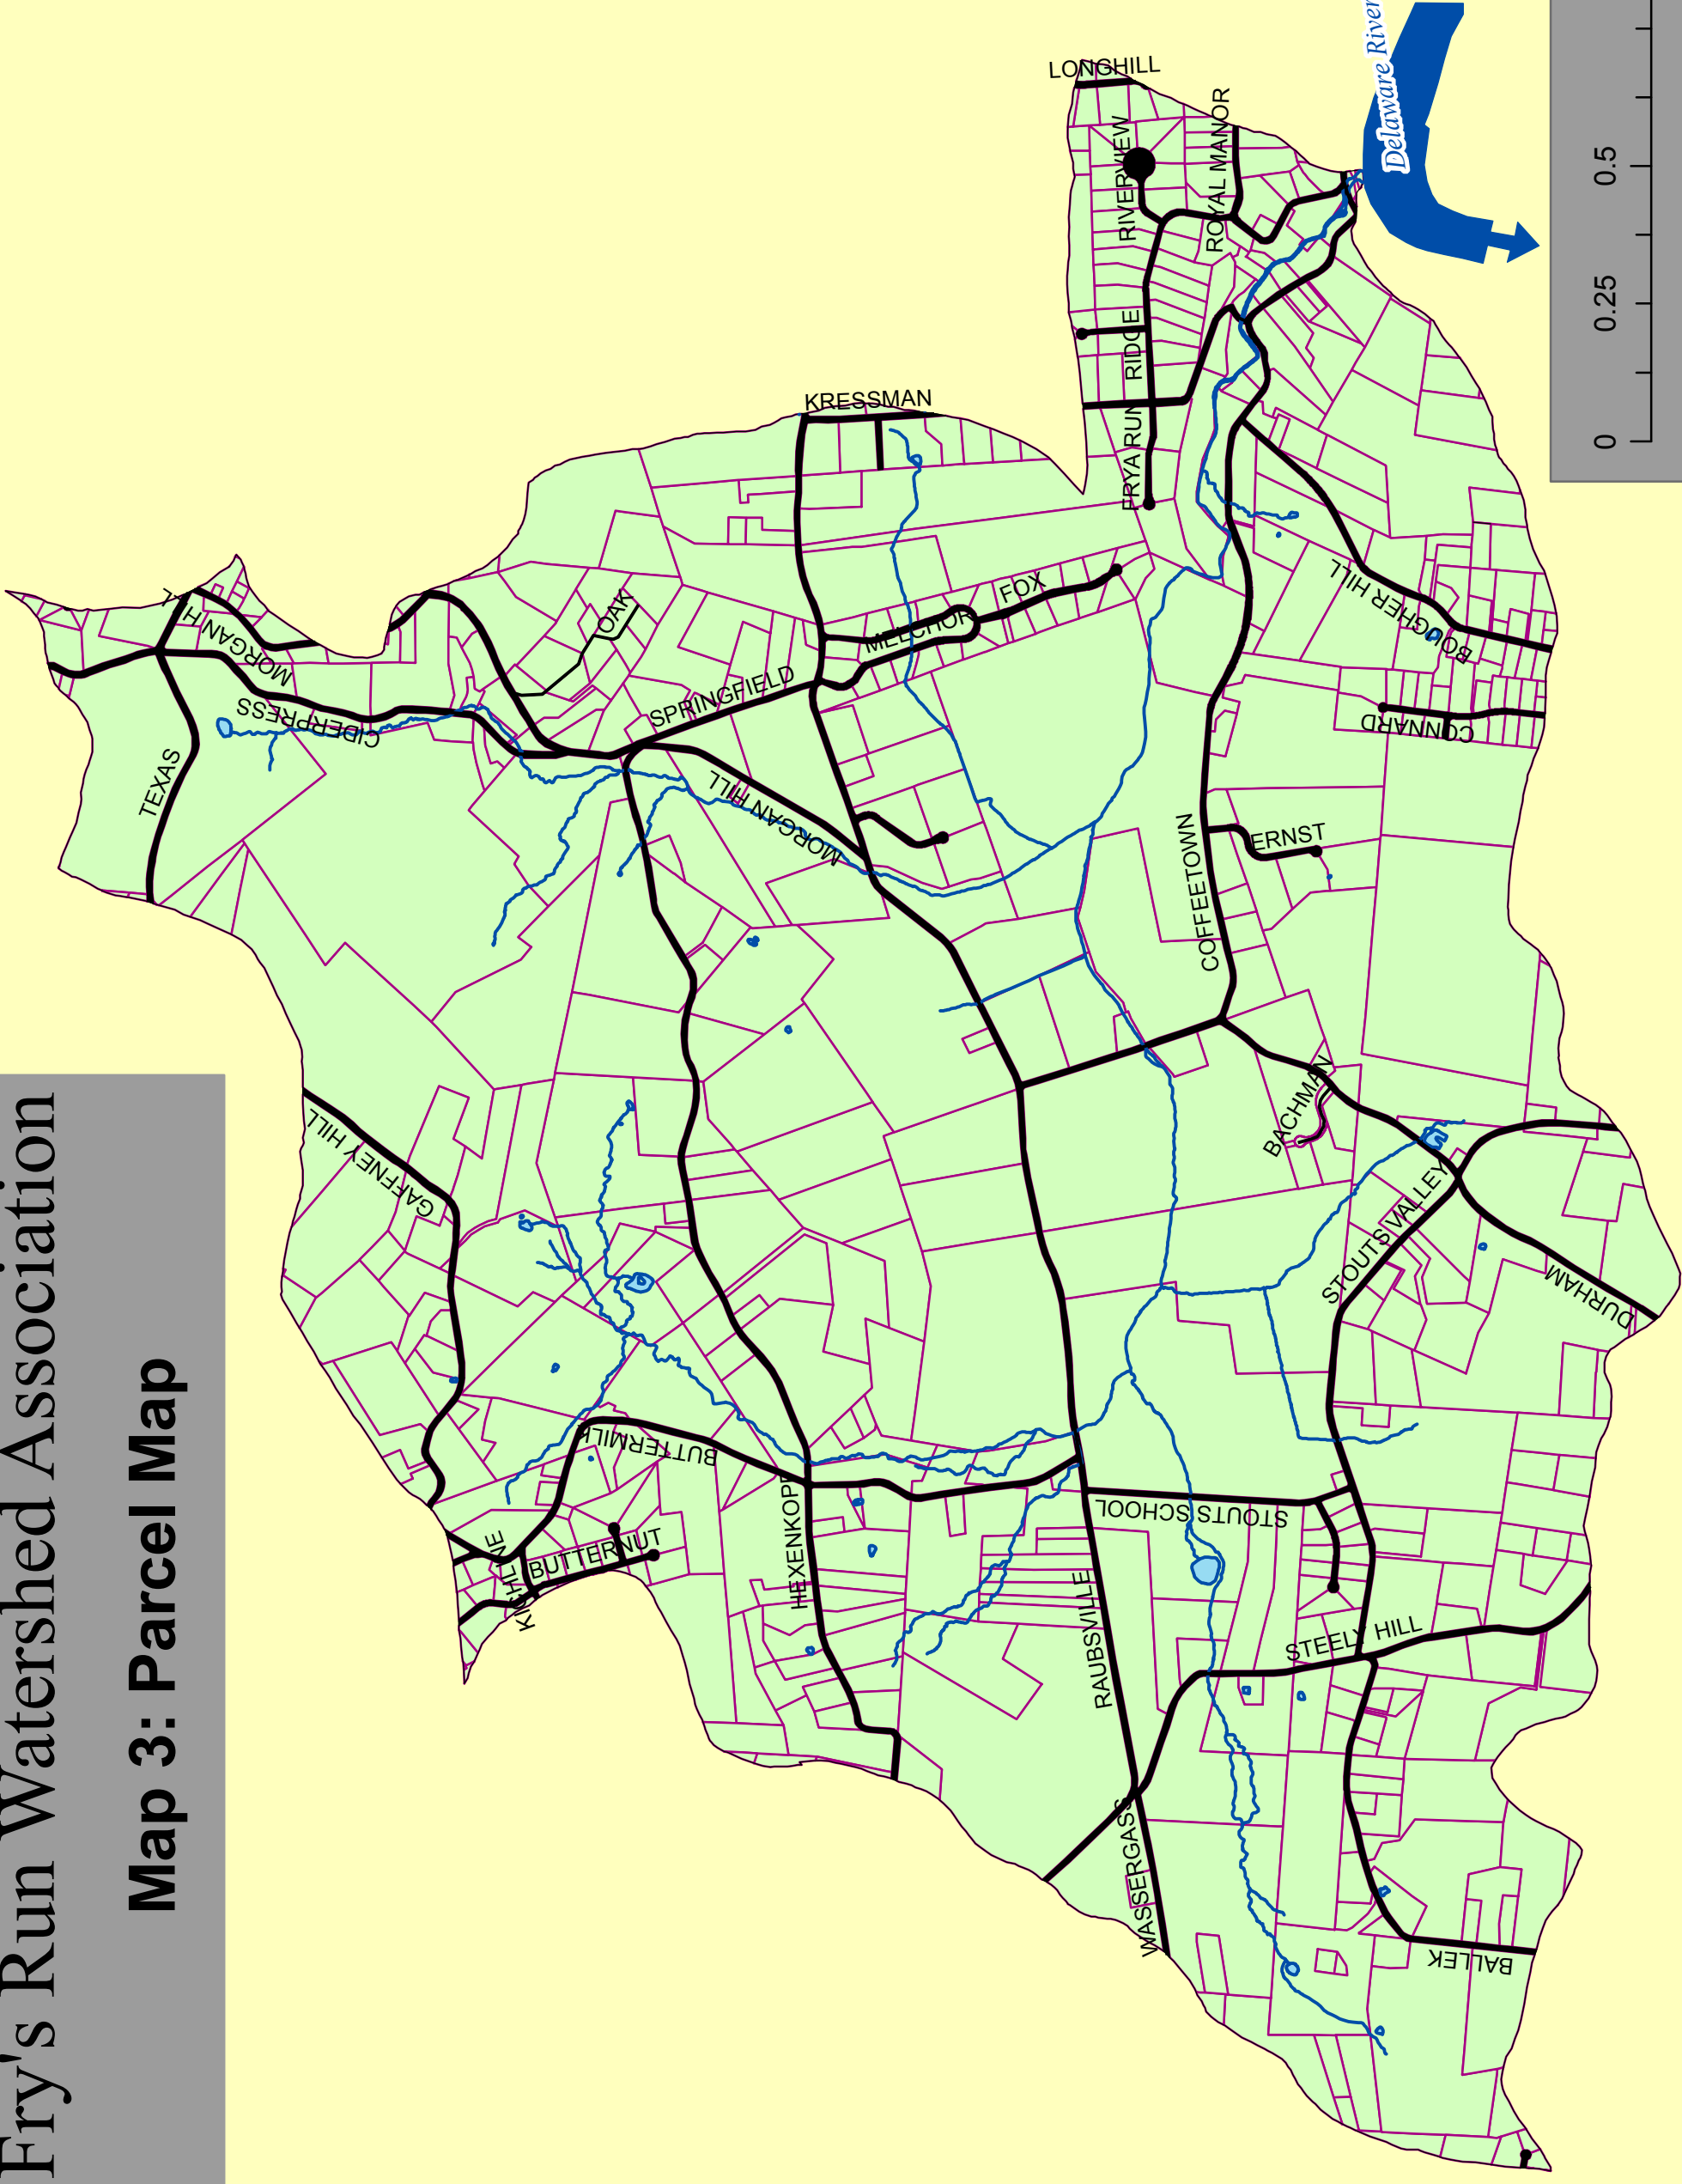 Fry's Run Watershed Association
Map 3: Parcel Map
TEXAS
MORGAN HILL
CIDERPRESS
OAK
SPRINGFIELD
MORGAN HILL
GAFFNEY HILL
KRESSMAN
MELCHOR
FOX
LONGHILL
RIVERVIEW
ROYAL MANOR
RIDGE
FRYA RUN
Delaware River
BOUGHER HILL
CONNARD
COFFEETOWN
ERNST
BACHMAN
STOUTS VALLEY
DURHAM
BUTTERMILK
BUTTERNUT
HEXENKOPF
STOUTS SCHOOL
RAUBSVILLE
STEELY HILL
WASSERGASS
BALLEK
0
0.25
0.5